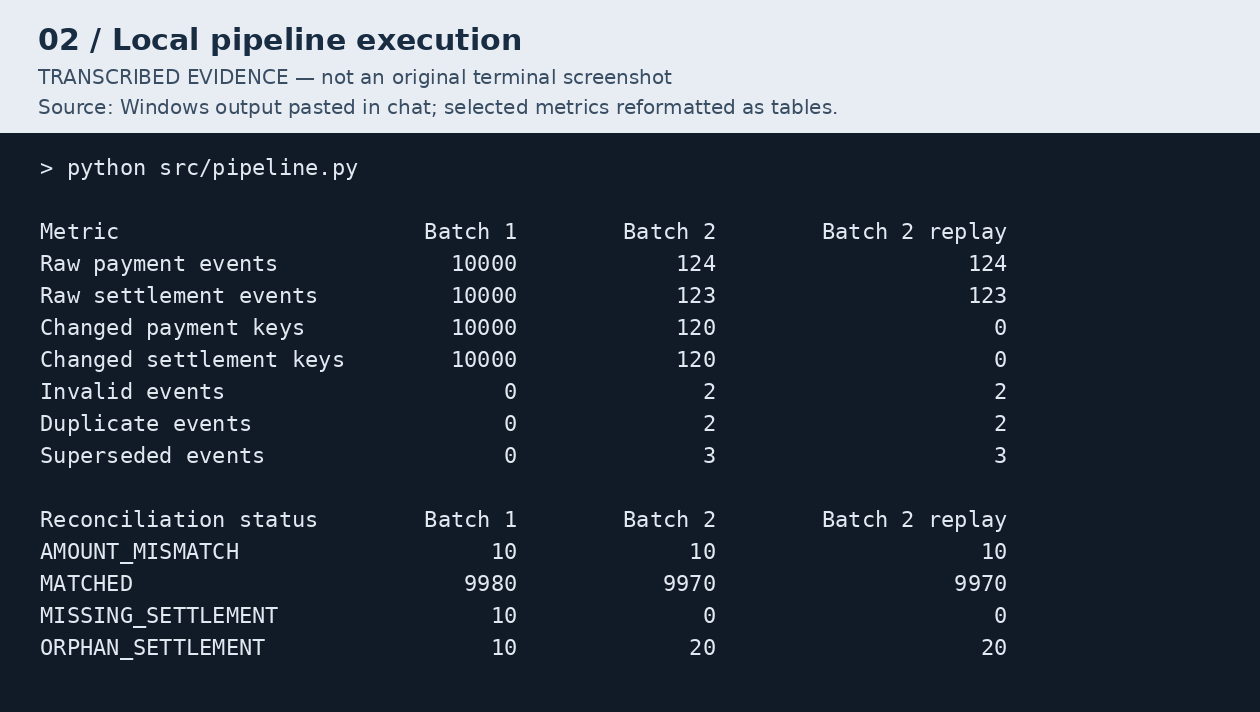 02 / Local pipeline execution
TRANSCRIBED EVIDENCE — not an original terminal screenshot
Source: Windows output pasted in chat; selected metrics reformatted as tables.
> python src/pipeline.py
Metric Batch 1 Batch 2 Batch 2 replay
Raw payment events 10000 124 124
Raw settlement events 10000 123 123
Changed payment keys 10000 120 0
Changed settlement keys 10000 120 0
Invalid events 0 2 2
Duplicate events 0 2 2
Superseded events 0 3 3
Reconciliation status Batch 1 Batch 2 Batch 2 replay
AMOUNT_MISMATCH 10 10 10
MATCHED 9980 9970 9970
MISSING_SETTLEMENT 10 0 0
ORPHAN_SETTLEMENT 10 20 20